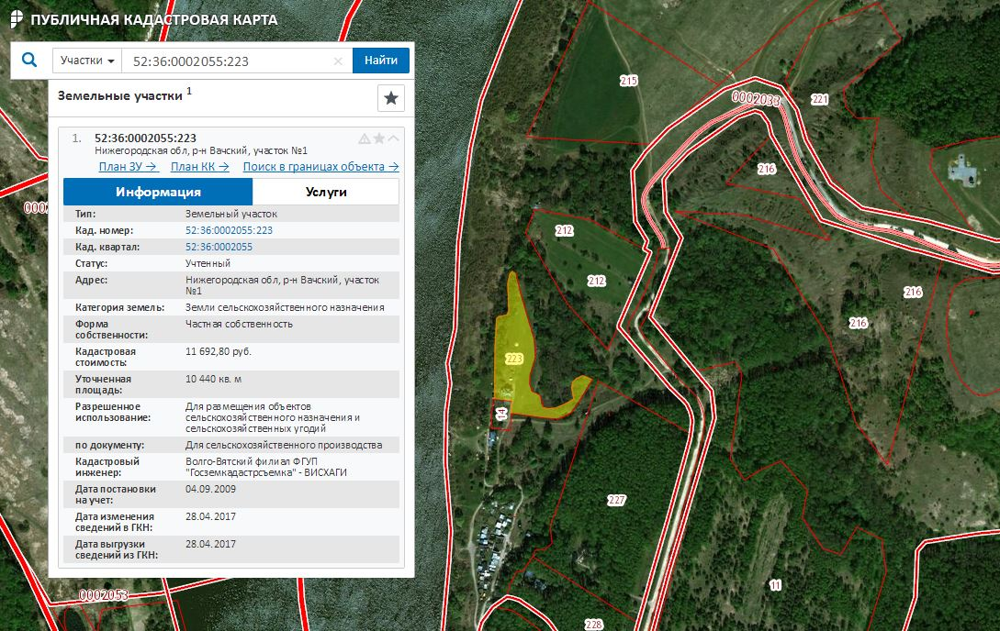 ПУБЛИЧНАЯ КАДАСТРОВАЯ КАРТА
Участки
52:36:0002055:223
Найти
Земельные участки 1
1. 52:36:0002055:223
Нижегородская обл, р-н Вачский, участок №1
План ЗУ → План КК → Поиск в границах объекта →
Информация Услуги
Тип: Земельный участок
Кад. номер: 52:36:0002055:223
Кад. квартал: 52:36:0002055
Статус: Учтенный
Адрес: Нижегородская обл, р-н Вачский, участок
№1
Категория земель: Земли сельскохозяйственного назначения
Форма Частная собственность
собственности:
Кадастровая 11 692,80 руб.
стоимость:
Уточненная 10 440 кв. м
площадь:
Разрешенное Для размещения объектов
использование: сельскохозяйственного назначения и
сельскохозяйственных угодий
по документу: Для сельскохозяйственного производства
Кадастровый Волго-Вятский филиал ФГУП
инженер: "Госземкадастрсъемка" - ВИСХАГИ
Дата постановки 04.09.2009
на учет:
Дата изменения 28.04.2017
сведений в ГКН:
Дата выгрузки 28.04.2017
сведений из ГКН:
215
0002033
221
216
212
212
216
216
223
14
227
11
228
0002053